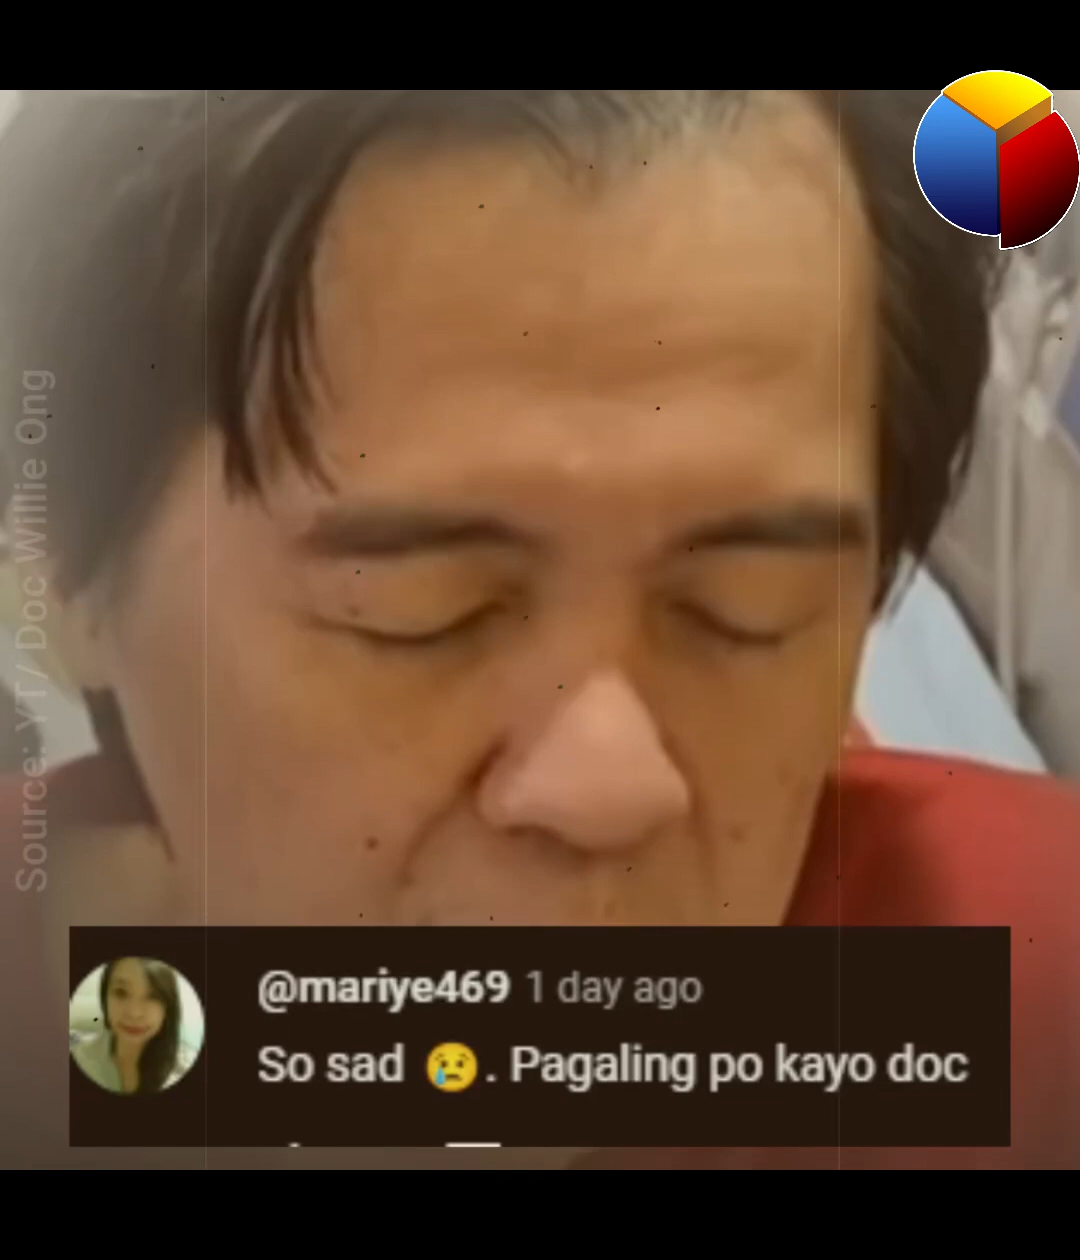 Source: YT/ Doc Willie Ong
@mariye469 1 day ago
So sad 😢. Pagaling po kayo doc